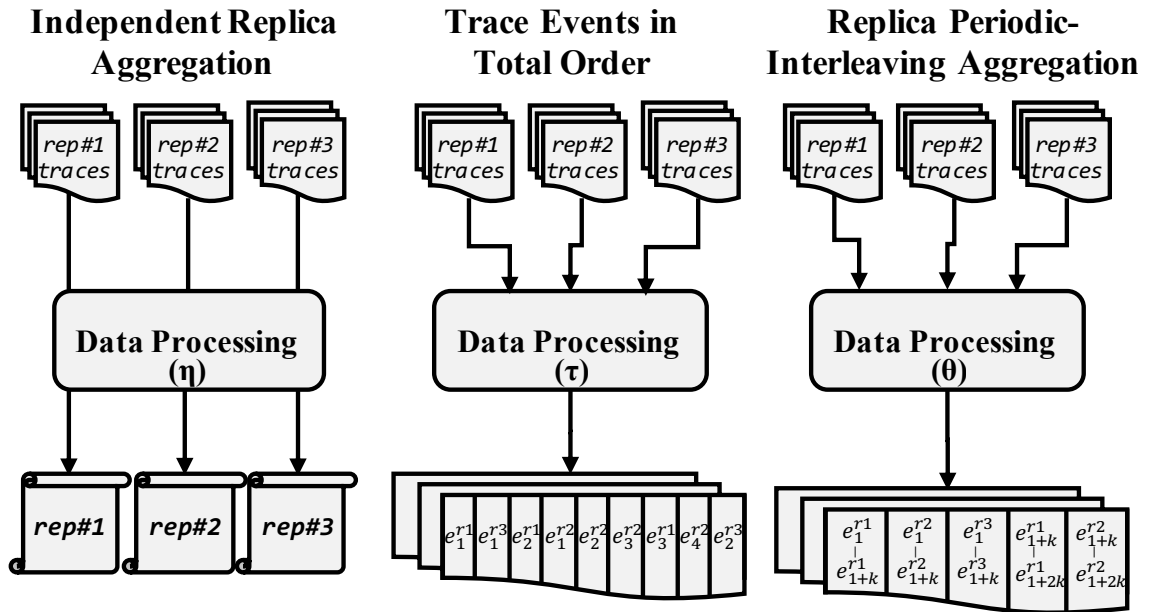 Independent Replica
Aggregation
rep#1
traces
rep#2
traces
rep#3
traces
Data Processing
(η)
rep#1
rep#2
rep#3
Trace Events in
Total Order
rep#1
traces
rep#2
traces
rep#3
traces
Data Processing
(τ)
e_1^{r1} e_1^{r3} e_2^{r1} e_1^{r2} e_2^{r2} e_3^{r2} e_3^{r1} e_4^{r2} e_2^{r3}
Replica Periodic-
Interleaving Aggregation
rep#1
traces
rep#2
traces
rep#3
traces
Data Processing
(θ)
e_1^{r1} e_1^{r2} e_1^{r3} e_{1+k}^{r1} e_{1+k}^{r2}
– – – – –
e_{1+k}^{r1} e_{1+k}^{r2} e_{1+k}^{r3} e_{1+2k}^{r1} e_{1+2k}^{r2}